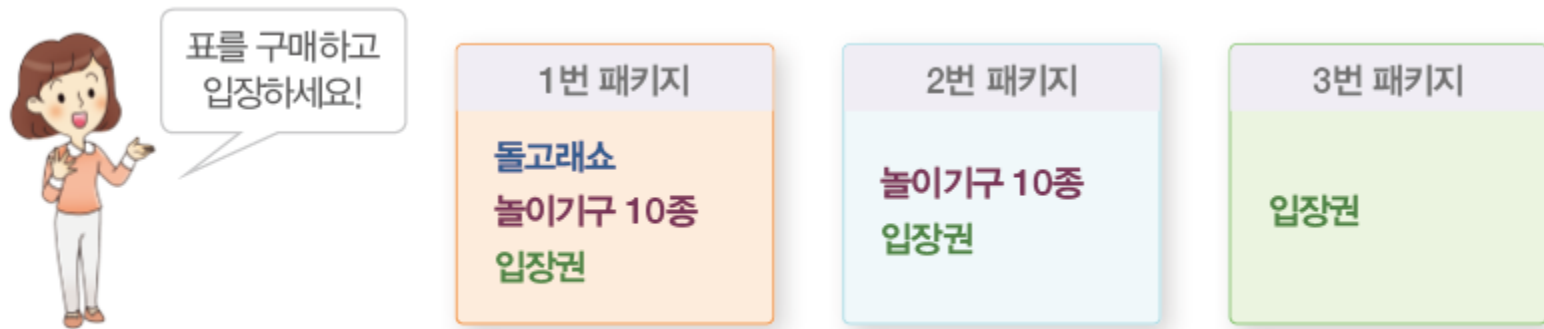 표를 구매하고
입장하세요!
1번 패키지
돌고래쇼
놀이기구 10종
입장권
2번 패키지
놀이기구 10종
입장권
3번 패키지
입장권